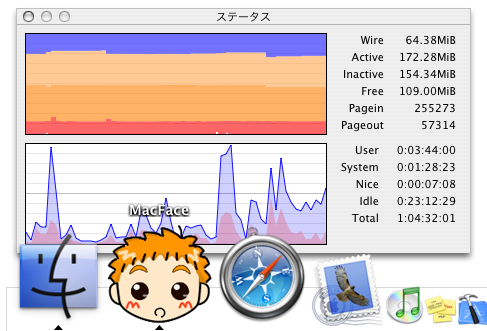 ステータス
Wire 64.38MiB
Active 172.28MiB
Inactive 154.34MiB
Free 109.00MiB
Pagein 255273
Pageout 57314
User 0:03:44:00
System 0:01:28:23
Nice 0:00:07:08
Idle 0:23:12:29
Total 1:04:32:01
MacFace